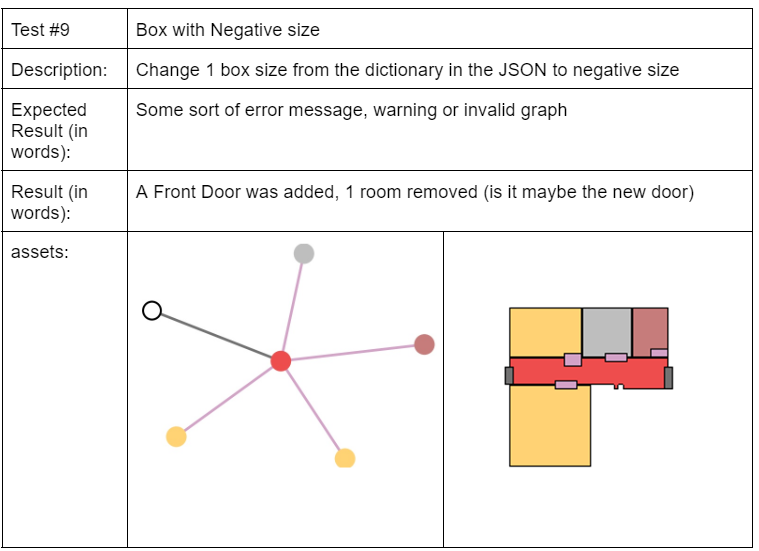 Test #9
Box with Negative size
Description:
Change 1 box size from the dictionary in the JSON to negative size
Expected
Result (in
words):
Some sort of error message, warning or invalid graph
Result (in
words):
A Front Door was added, 1 room removed (is it maybe the new door)
assets: